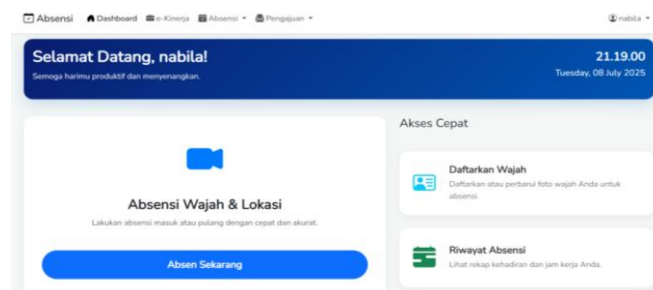 Absensi Dashboard e-Kinerja Absensi Pengajuan nabila
Selamat Datang, nabila!
Semoga harimu produktif dan menyenangkan.
21.19.00
Tuesday, 08 July 2025
Absensi Wajah & Lokasi
Lakukan absensi masuk atau pulang dengan cepat dan akurat.
Absen Sekarang
Akses Cepat
Daftarkan Wajah
Daftarkan atau perbarui foto wajah Anda untuk
absensi.
Riwayat Absensi
Lihat rekap kehadiran dan jam kerja Anda.